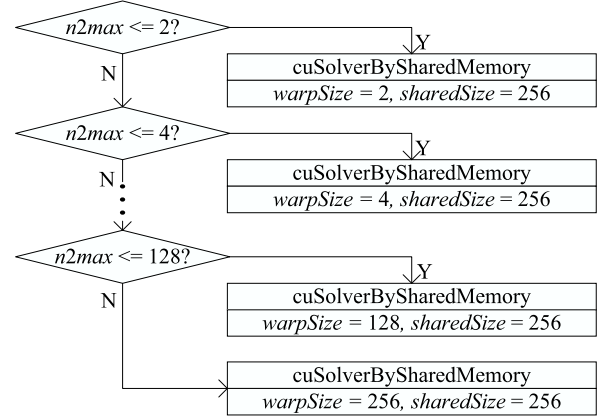 n2max <= 2?
Y
N
cuSolverBySharedMemory
warpSize = 2, sharedSize = 256
n2max <= 4?
Y
N
cuSolverBySharedMemory
warpSize = 4, sharedSize = 256
n2max <= 128?
Y
N
cuSolverBySharedMemory
warpSize = 128, sharedSize = 256
cuSolverBySharedMemory
warpSize = 256, sharedSize = 256